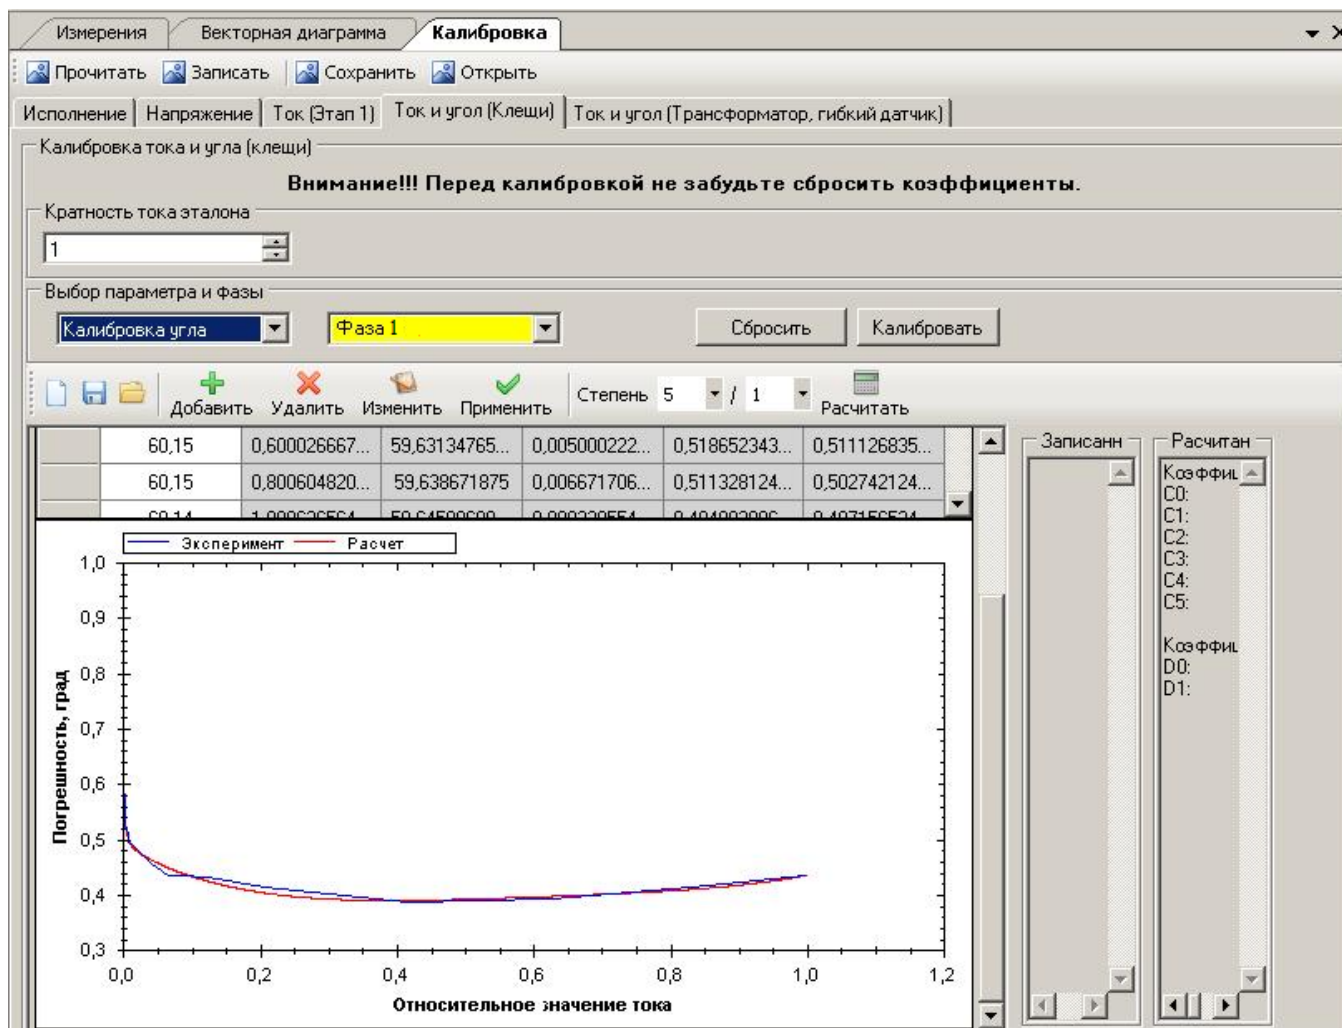 Измерения Векторная диаграмма Калибровка
Прочитать Записать Сохранить Открыть
Исполнение Напряжение Ток (Этап 1) Ток и угол (Клещи) Ток и угол (Трансформатор, гибкий датчик)
Калибровка тока и угла (клещи)
Внимание!!! Перед калибровкой не забудьте сбросить коэффициенты.
Кратность тока эталона
1
Выбор параметра и фазы
Калибровка угла Фаза 1 Сбросить Калибровать
Добавить Удалить Изменить Применить Степень 5 / 1 Расчитать
60,15 0,600026667... 59,63134765... 0,005000222... 0,518652343... 0,511126835...
60,15 0,800604820... 59,638671875 0,006671706... 0,511328124... 0,502742124...
Записанн
Расчитан
Коэффиц
C0:
C1:
C2:
C3:
C4:
C5:
Коэффиц
D0:
D1:
Эксперимент Расчет
Погрешность, град
1,0
0,9
0,8
0,7
0,6
0,5
0,4
0,3
0,0 0,2 0,4 0,6 0,8 1,0 1,2
Относительное значение тока